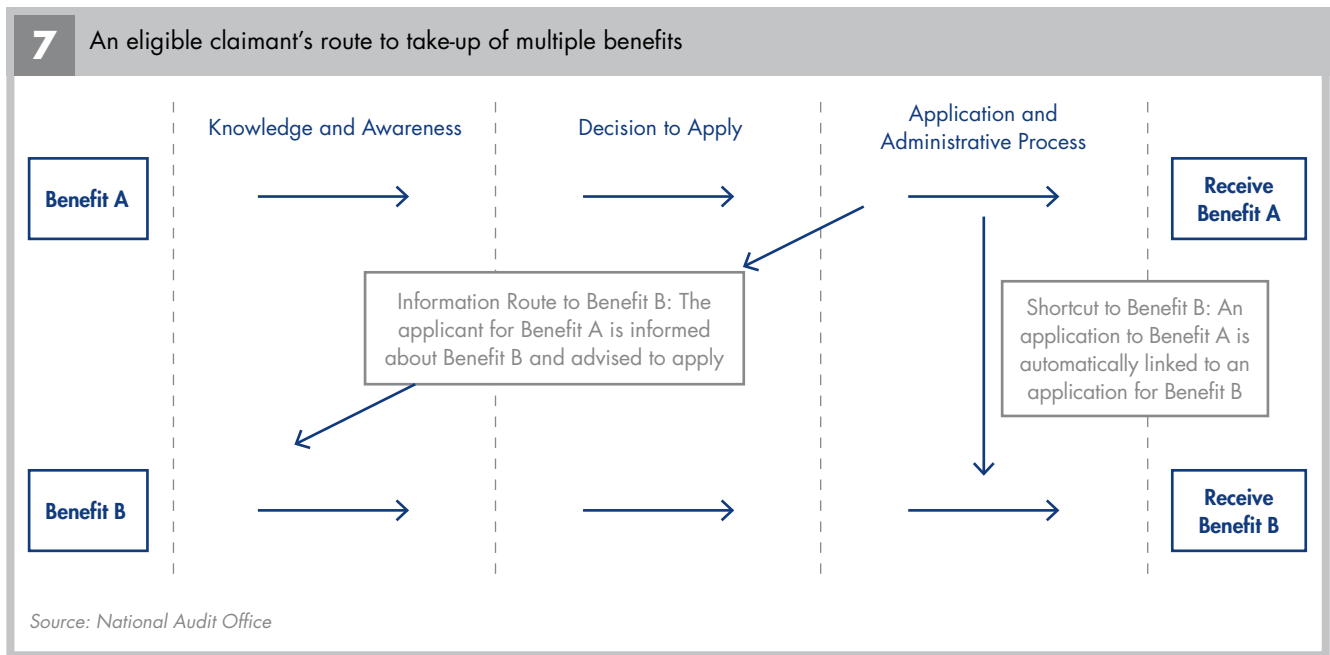 7
An eligible claimant's route to take-up of multiple benefits
Knowledge and Awareness
Decision to Apply
Application and
Administrative Process
Benefit A
Receive
Benefit A
Information Route to Benefit B: The
applicant for Benefit A is informed
about Benefit B and advised to apply
Shortcut to Benefit B: An
application to Benefit A is
automatically linked to an
application for Benefit B
Benefit B
Receive
Benefit B
Source: National Audit Office